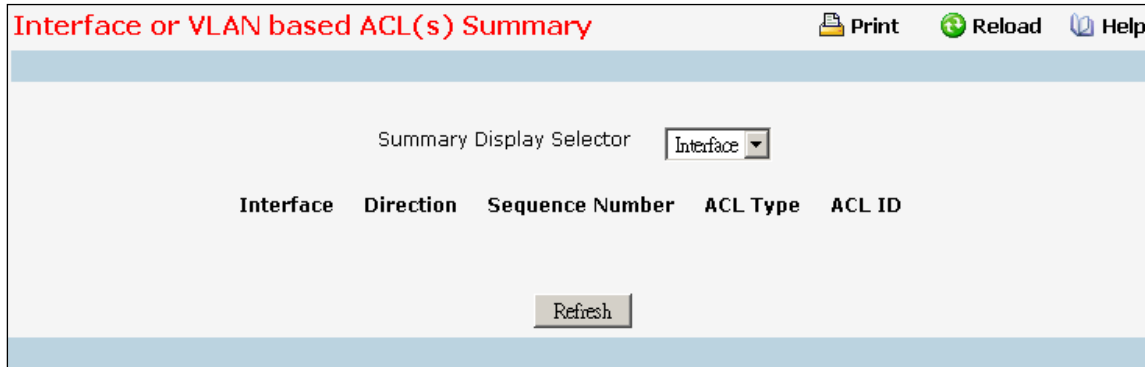 Interface or VLAN based ACL(s) Summary Print Reload Help
Summary Display Selector Interface
Interface Direction Sequence Number ACL Type ACL ID
Refresh